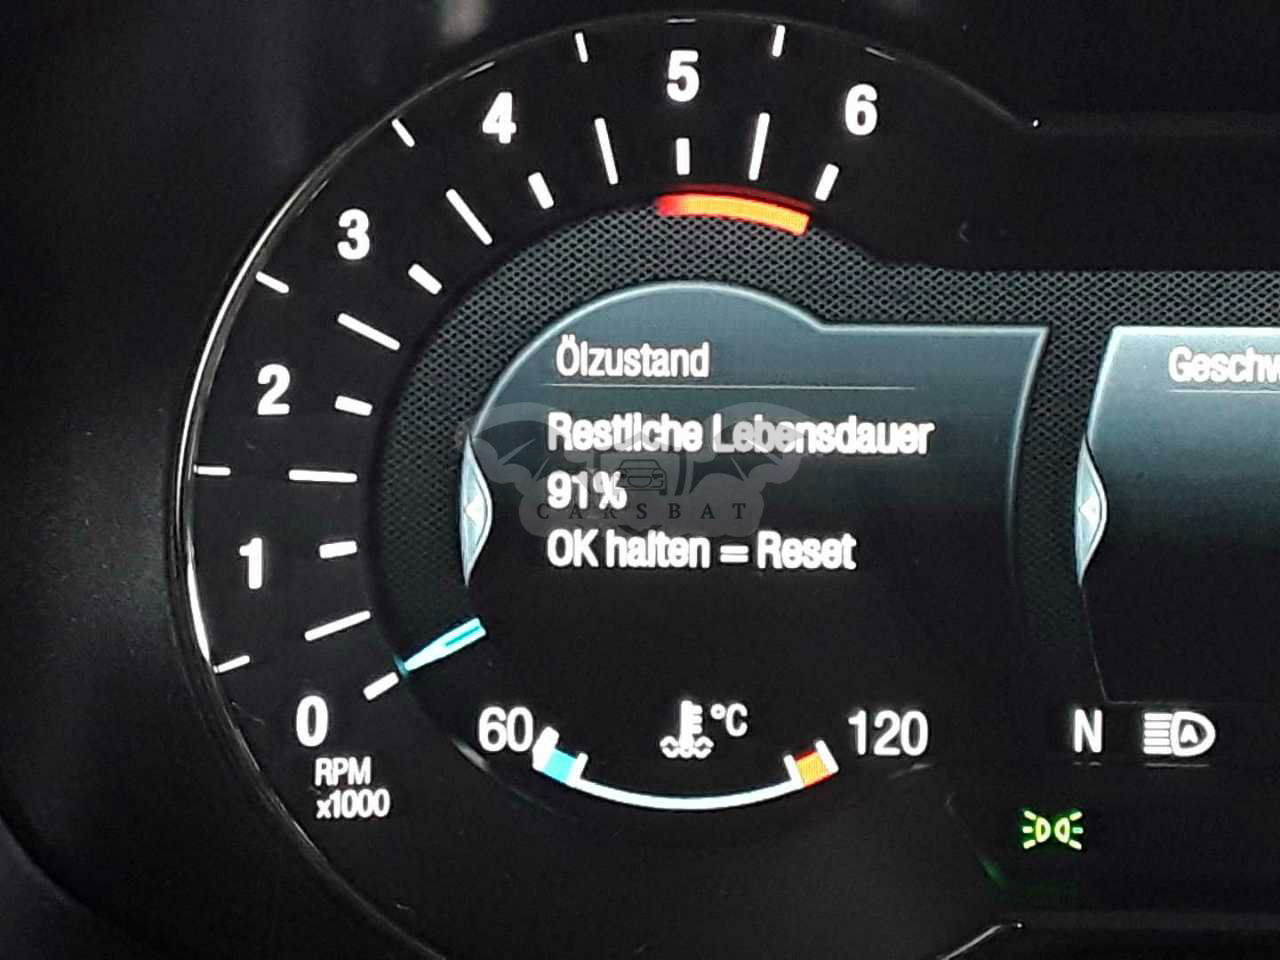 5
4
6
3
Ölzustand
Geschw
2
Restliche Lebensdauer
91%
CARSBAT
OK halten = Reset
1
0
60
°C
120
N
A
RPM
x1000